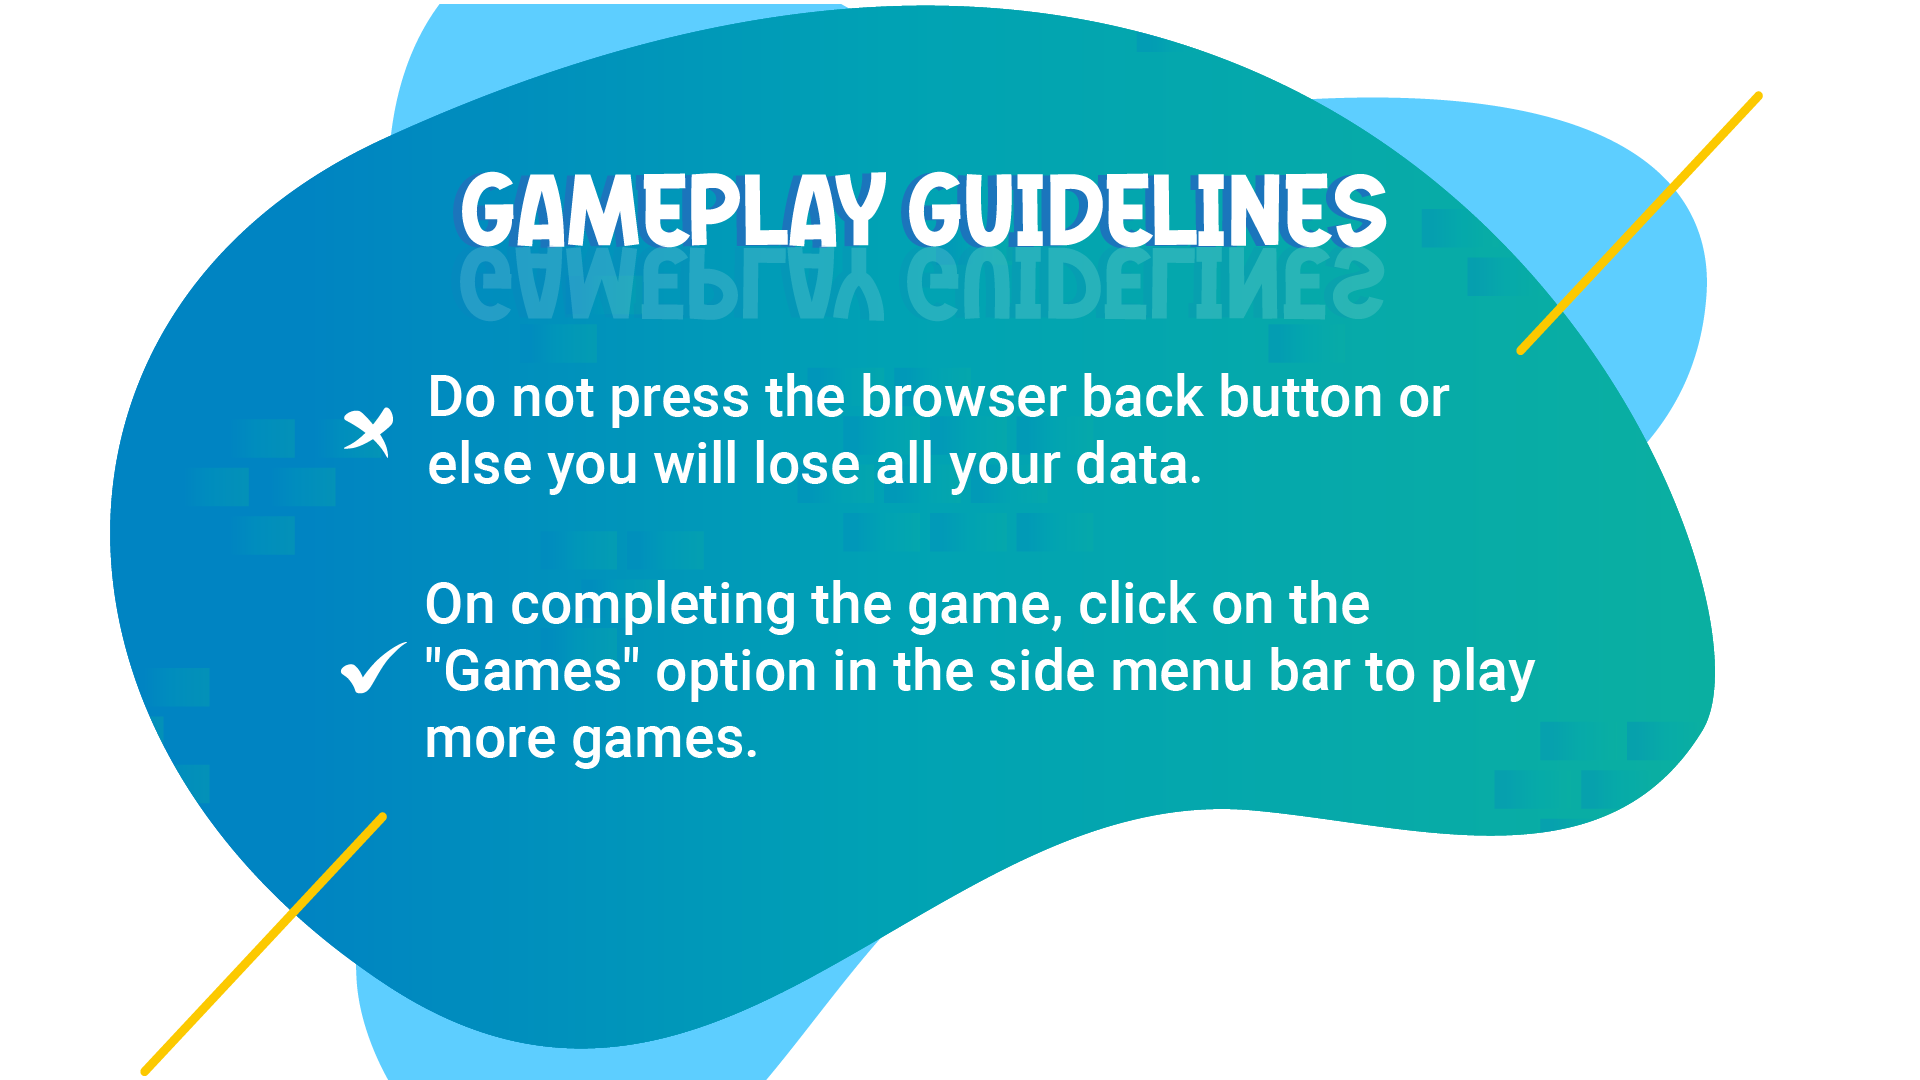 GAMEPLAY GUIDELINES
Do not press the browser back button or
else you will lose all your data.
On completing the game, click on the
"Games" option in the side menu bar to play
more games.